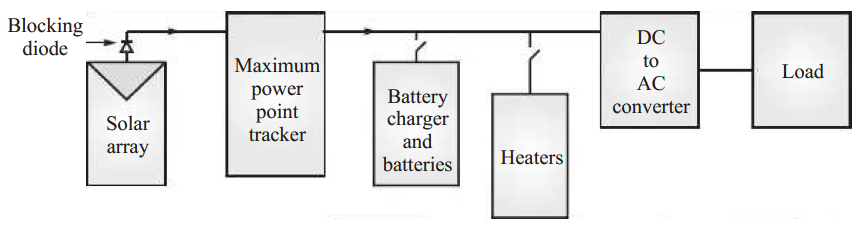 Blocking
diode
Solar
array
Maximum
power
point
tracker
Battery
charger
and
batteries
Heaters
DC
to
AC
converter
Load